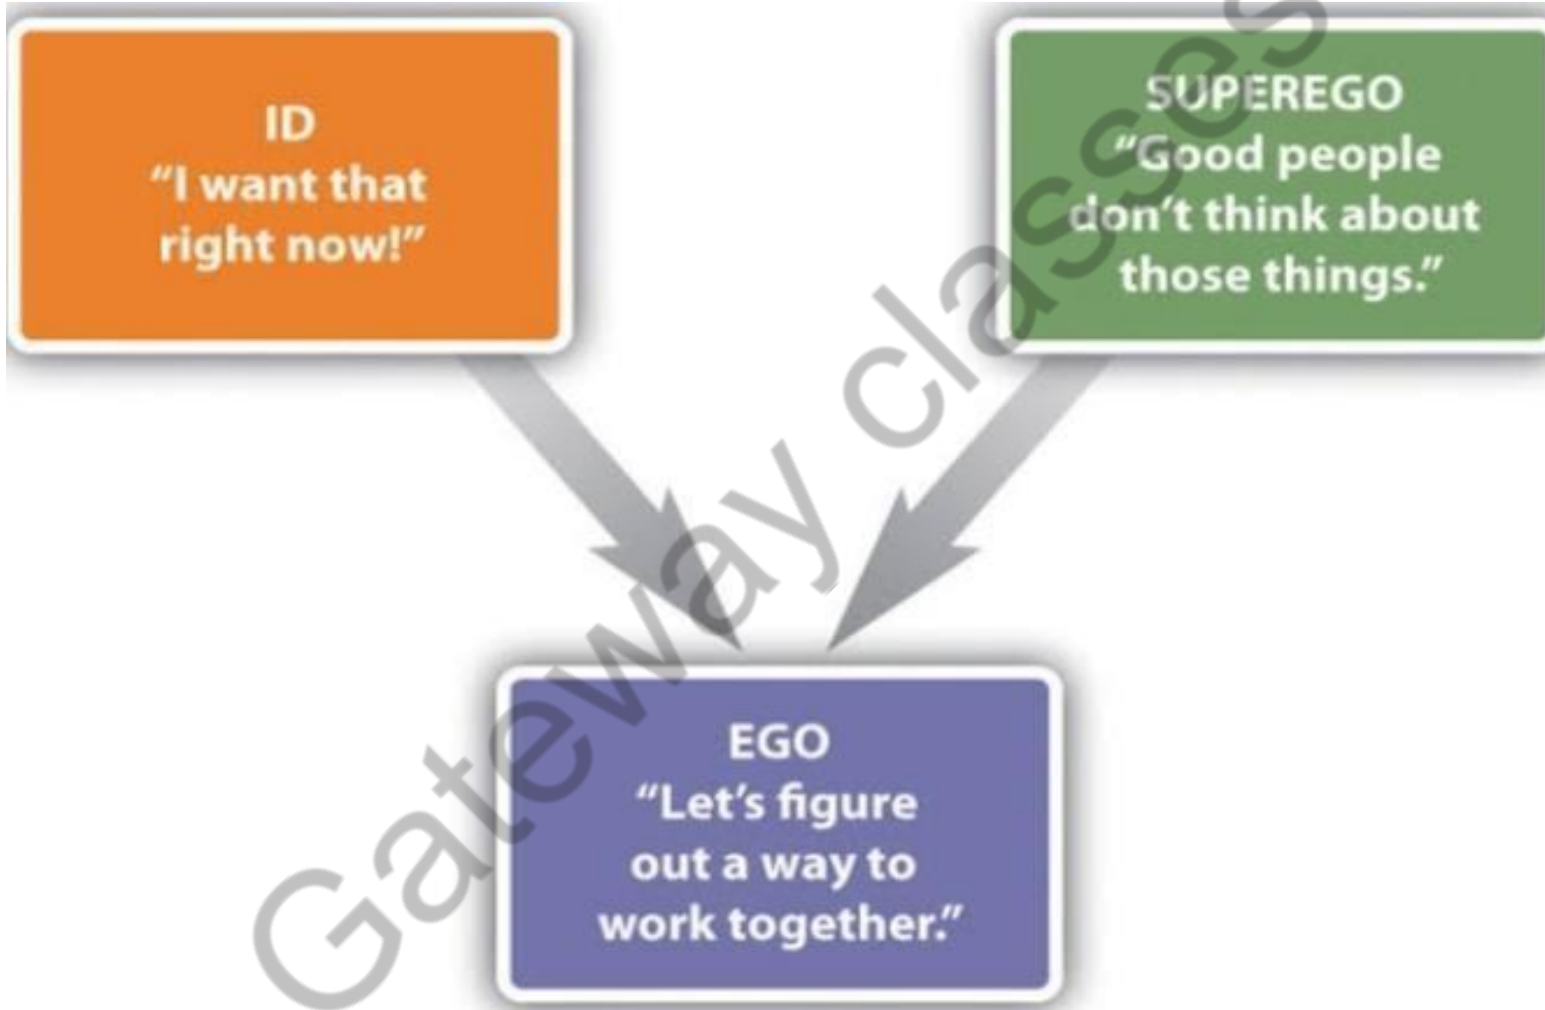 ID
“I want that
right now!”
SUPEREGO
“Good people
don’t think about
those things.”
EGO
“Let’s figure
out a way to
work together.”
Gateway classes